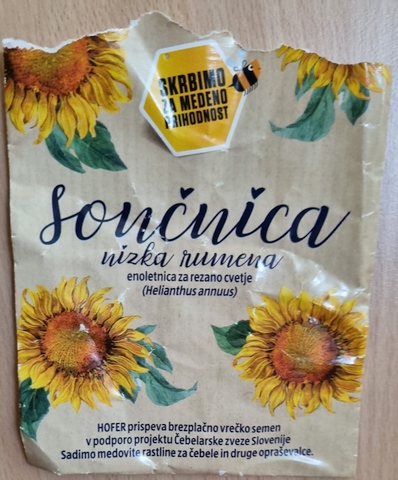 SKRBIMO
ZA MEDENO
PRIHODNOST
Sončnica
nizka rumena
enoletnica za rezano cvetje
(Helianthus annuus)
HOFER prispeva brezplačno vrečko semen
v podporo projektu Čebelarske zveze Slovenije
Sadimo medovite rastline za čebele in druge opraševalce.